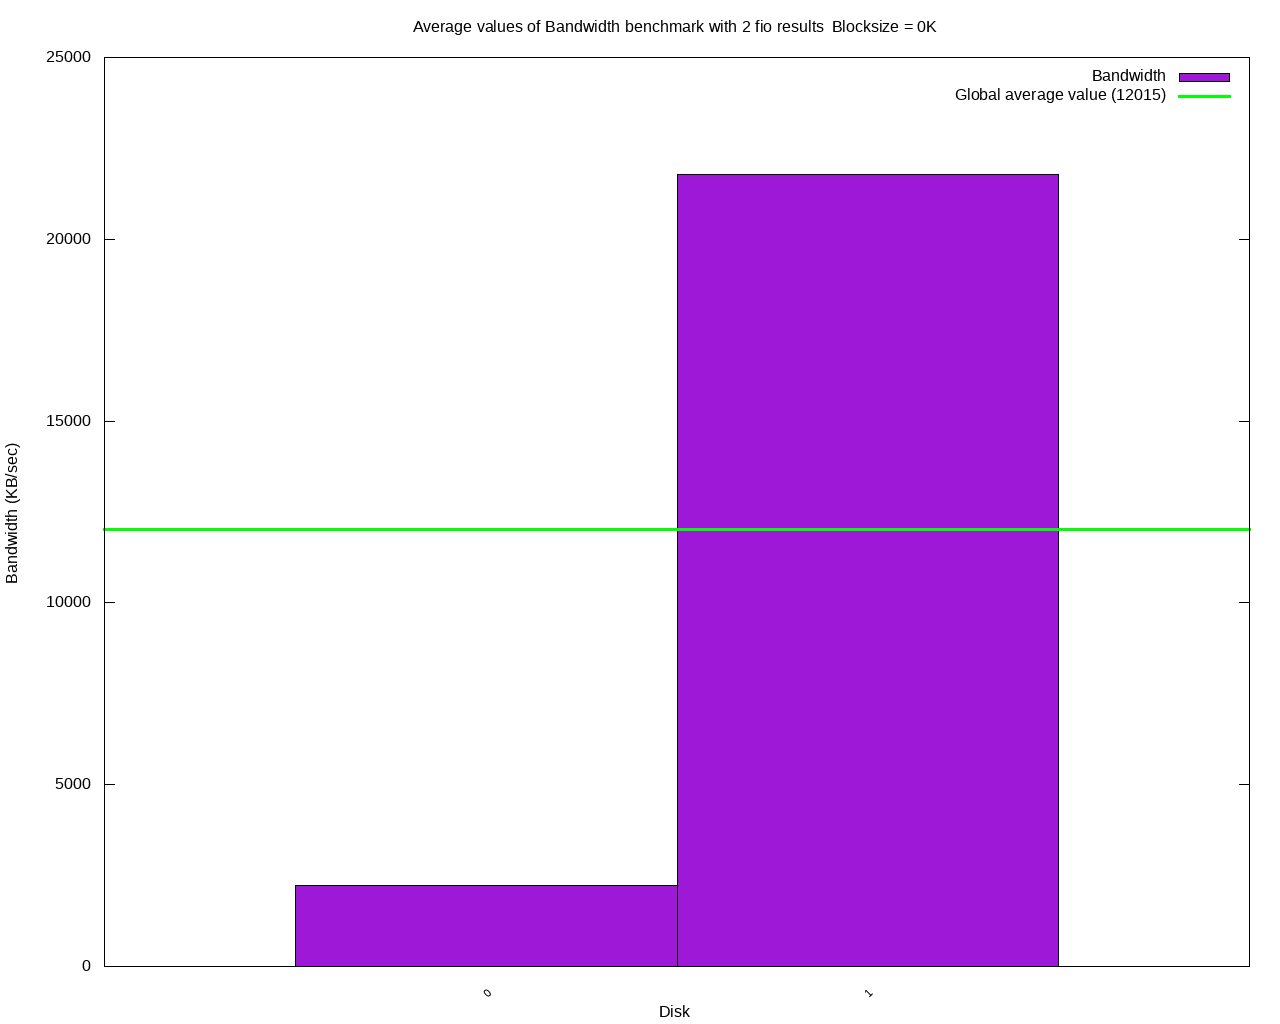 Average values of Bandwidth benchmark with 2 fio results  Blocksize = 0K
25000
20000
15000
10000
5000
0
Bandwidth
Global average value (12015)
Bandwidth (KB/sec)
0
1
Disk